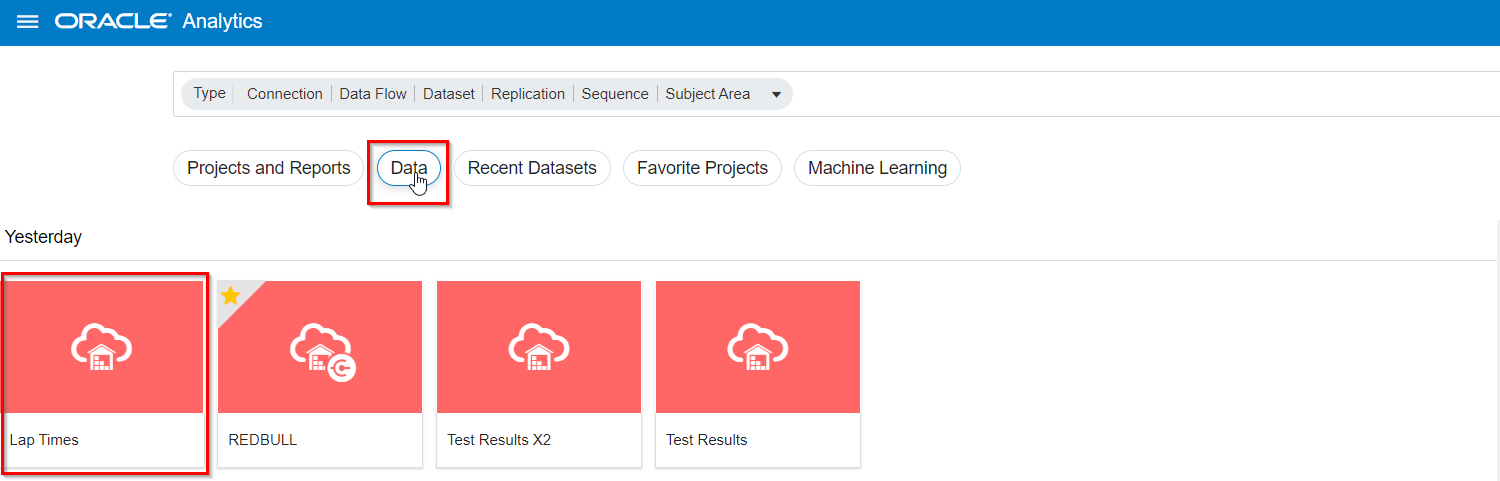 ORACLE Analytics
Type Connection Data Flow Dataset Replication Sequence Subject Area
Projects and Reports Data Recent Datasets Favorite Projects Machine Learning
Yesterday
Lap Times REDBULL Test Results X2 Test Results